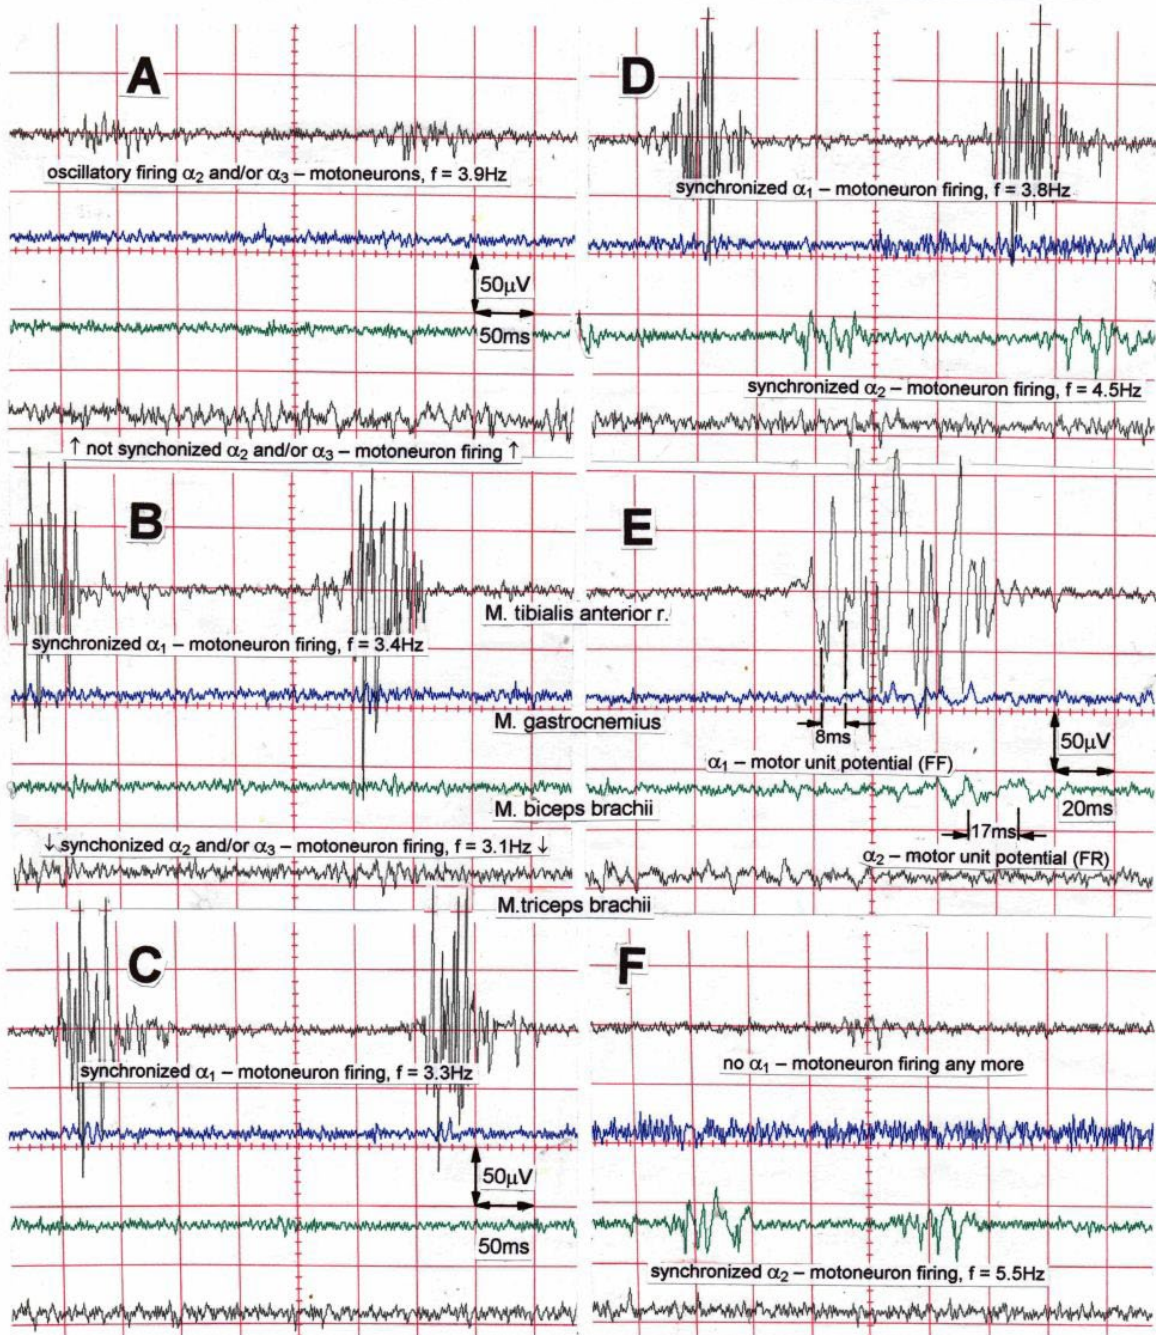 A
oscillatory firing α₂ and/or α₃ – motoneurons, f = 3.9Hz
50μV
50ms
↑ not synchonized α₂ and/or α₃ – motoneuron firing ↑
B
synchronized α₁ – motoneuron firing, f = 3.4Hz
M. tibialis anterior r.
M. gastrocnemius
M. biceps brachii
↓ synchonized α₂ and/or α₃ – motoneuron firing, f = 3.1Hz ↓
M.triceps brachii
C
synchronized α₁ – motoneuron firing, f = 3.3Hz
50μV
50ms
D
synchronized α₁ – motoneuron firing, f = 3.8Hz
synchronized α₂ – motoneuron firing, f = 4.5Hz
E
8ms
α₁ – motor unit potential (FF)
50μV
20ms
17ms
α₂ – motor unit potential (FR)
F
no α₁ – motoneuron firing any more
synchronized α₂ – motoneuron firing, f = 5.5Hz